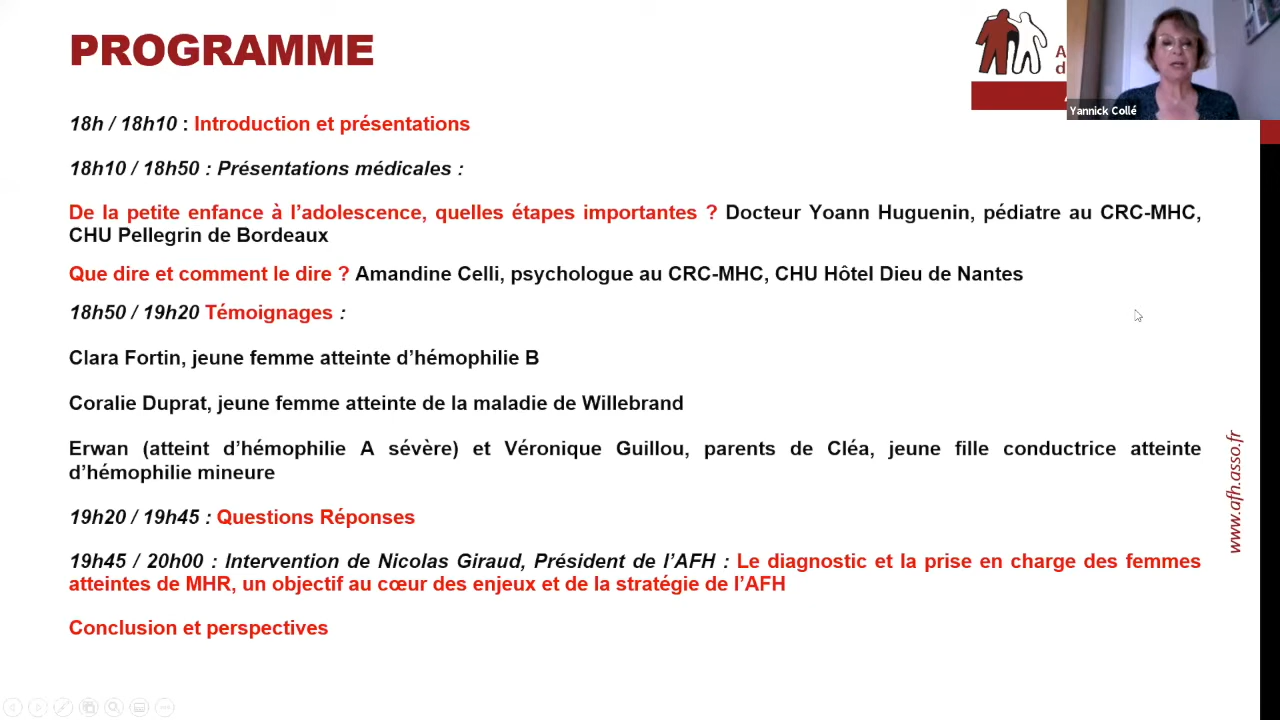 PROGRAMME
Yannick Collé
18h / 18h10 : Introduction et présentations
18h10 / 18h50 : Présentations médicales :
De la petite enfance à l’adolescence, quelles étapes importantes ? Docteur Yoann Huguenin, pédiatre au CRC-MHC,
CHU Pellegrin de Bordeaux
Que dire et comment le dire ? Amandine Celli, psychologue au CRC-MHC, CHU Hôtel Dieu de Nantes
18h50 / 19h20 Témoignages :
Clara Fortin, jeune femme atteinte d’hémophilie B
Coralie Duprat, jeune femme atteinte de la maladie de Willebrand
Erwan (atteint d’hémophilie A sévère) et Véronique Guillou, parents de Cléa, jeune fille conductrice atteinte
d’hémophilie mineure
19h20 / 19h45 : Questions Réponses
19h45 / 20h00 : Intervention de Nicolas Giraud, Président de l’AFH : Le diagnostic et la prise en charge des femmes
atteintes de MHR, un objectif au cœur des enjeux et de la stratégie de l’AFH
Conclusion et perspectives
www.afh.asso.fr